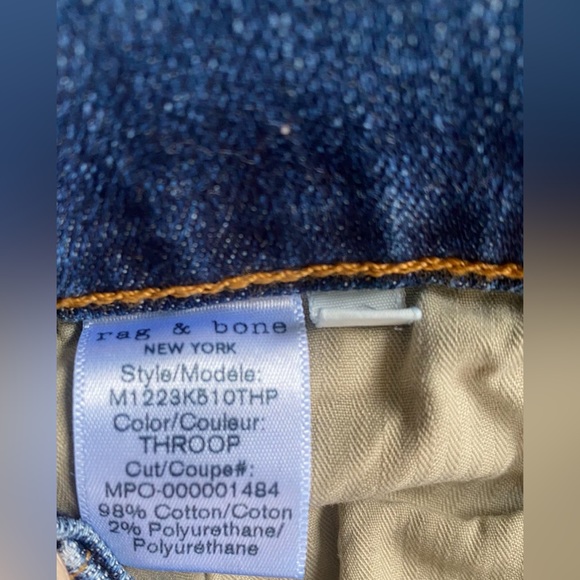 rag & bone
NEW YORK
Style/Modéle:
M1223K510THP
Color/Couleur:
THROOP
Cut/Coupe#:
MPO-000001484
98% Cotton/Coton
2% Polyurethane/
Polyuréthane